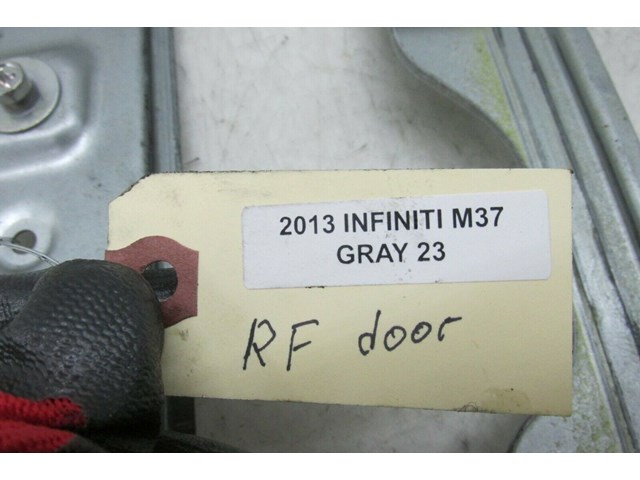 2013 INFINITI M37
GRAY 23
RF door